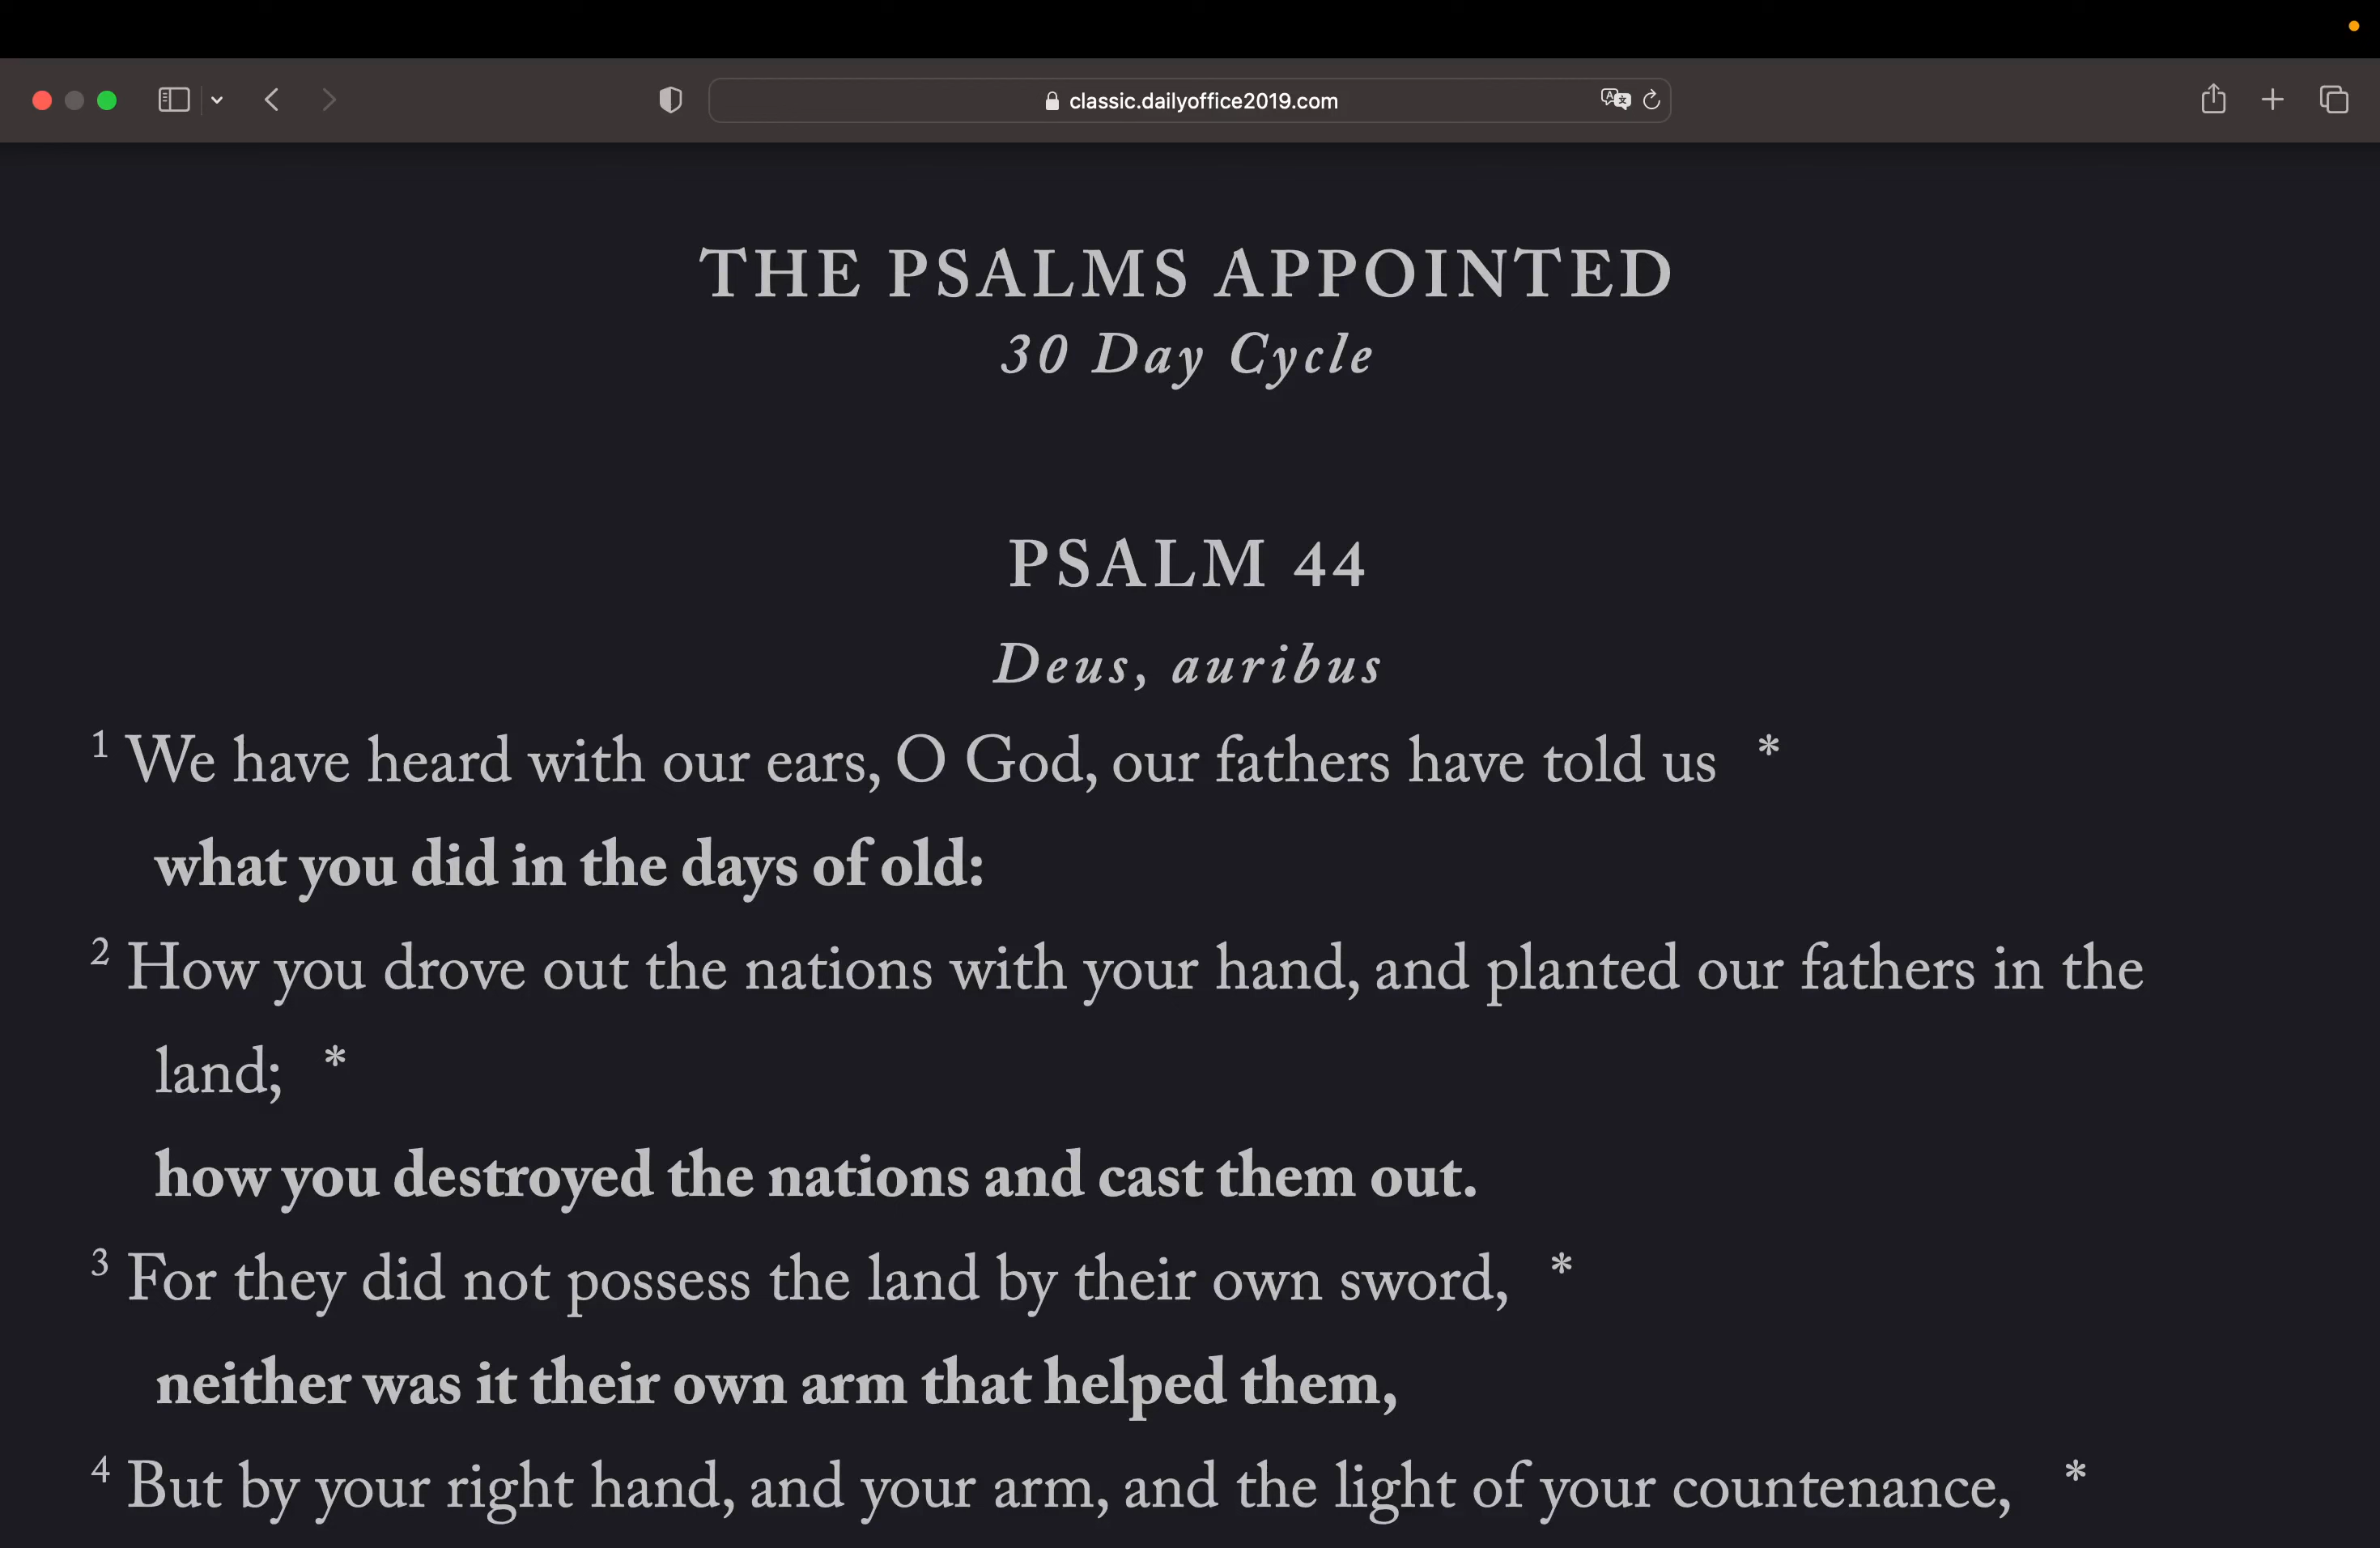 classic.dailyoffice2019.com
THE PSALMS APPOINTED
30 Day Cycle
PSALM 44
Deus, auribus
1 We have heard with our ears, O God, our fathers have told us *
what you did in the days of old:
2 How you drove out the nations with your hand, and planted our fathers in the
land; *
how you destroyed the nations and cast them out.
3 For they did not possess the land by their own sword, *
neither was it their own arm that helped them,
4 But by your right hand, and your arm, and the light of your countenance, *